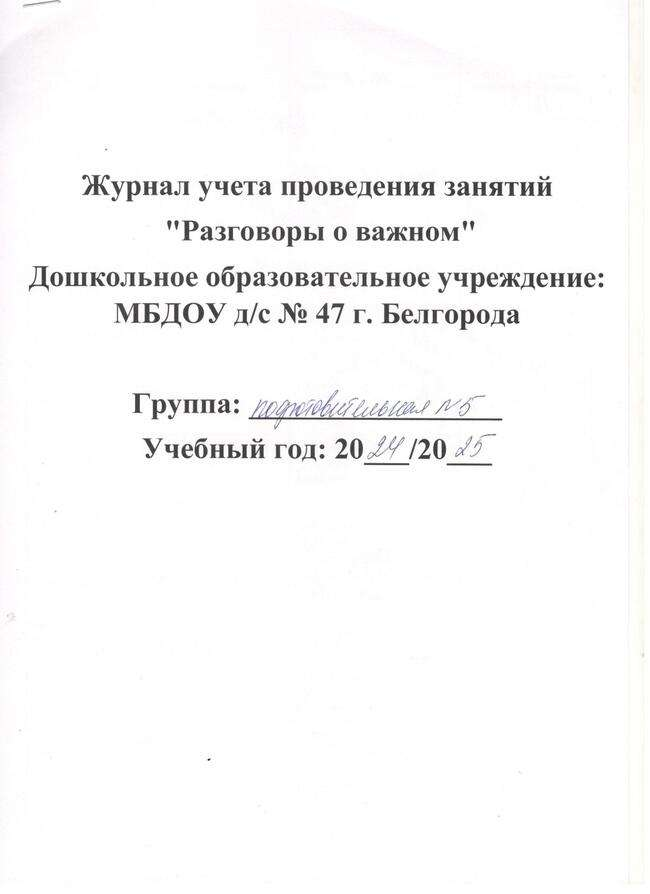 Журнал учета проведения занятий
"Разговоры о важном"
Дошкольное образовательное учреждение:
МБДОУ д/с № 47 г. Белгорода
Группа: подготовительная №5
Учебный год: 2024/2025